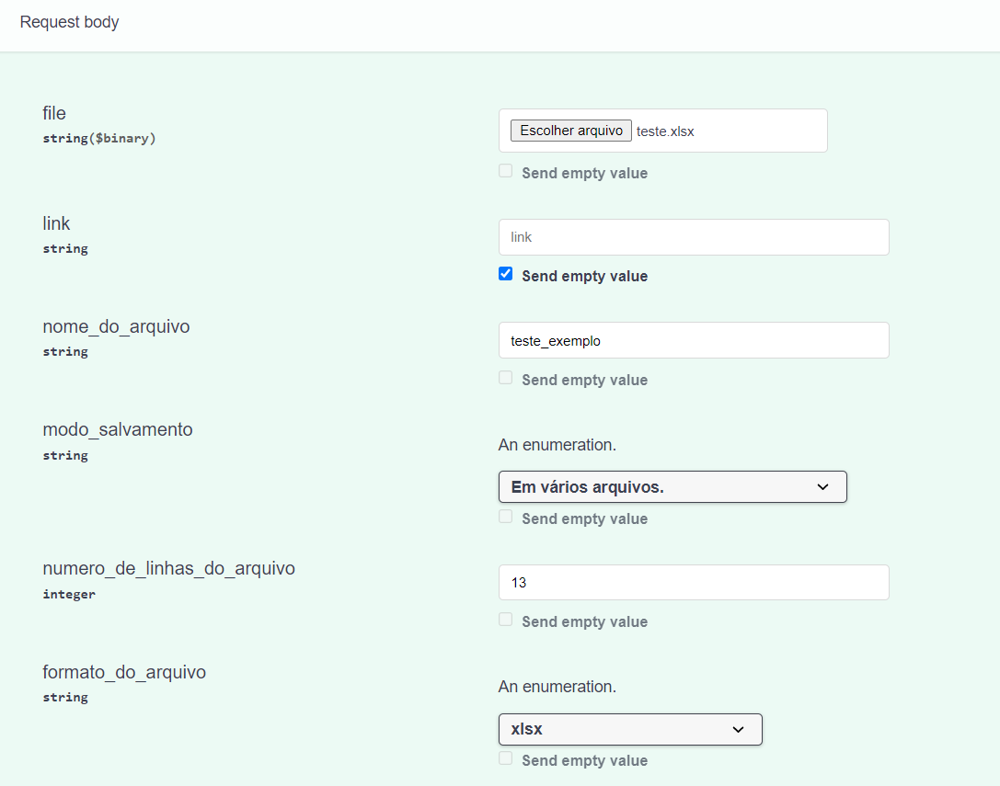 Request body
file
string($binary)
Escolher arquivo teste.xlsx
Send empty value
link
string
link
Send empty value
nome_do_arquivo
string
teste_exemplo
Send empty value
modo_salvamento
string
An enumeration.
Em vários arquivos.
Send empty value
numero_de_linhas_do_arquivo
integer
13
Send empty value
formato_do_arquivo
string
An enumeration.
xlsx
Send empty value